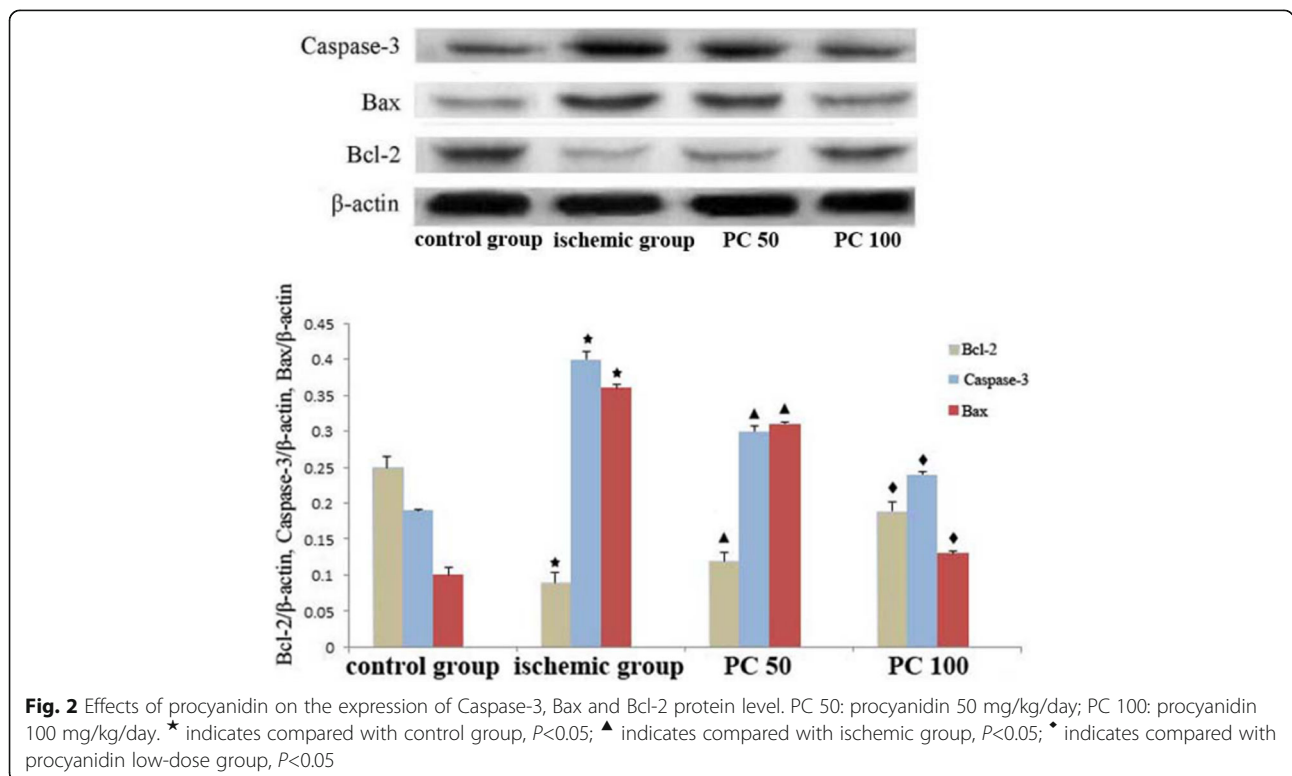 Caspase-3
Bax
Bcl-2
β-actin
control group ischemic group PC 50 PC 100
Bcl-2/β-actin, Caspase-3/β-actin, Bax/β-actin
0.45
0.4
0.35
0.3
0.25
0.2
0.15
0.1
0.05
0
★ ★ ★
▲ ▲ ▲
♦ ♦ ♦
Bcl-2
Caspase-3
Bax
control group ischemic group PC 50 PC 100
Fig. 2 Effects of procyanidin on the expression of Caspase-3, Bax and Bcl-2 protein level. PC 50: procyanidin 50 mg/kg/day; PC 100: procyanidin
100 mg/kg/day. ★ indicates compared with control group, P<0.05; ▲ indicates compared with ischemic group, P<0.05; ♦ indicates compared with
procyanidin low-dose group, P<0.05